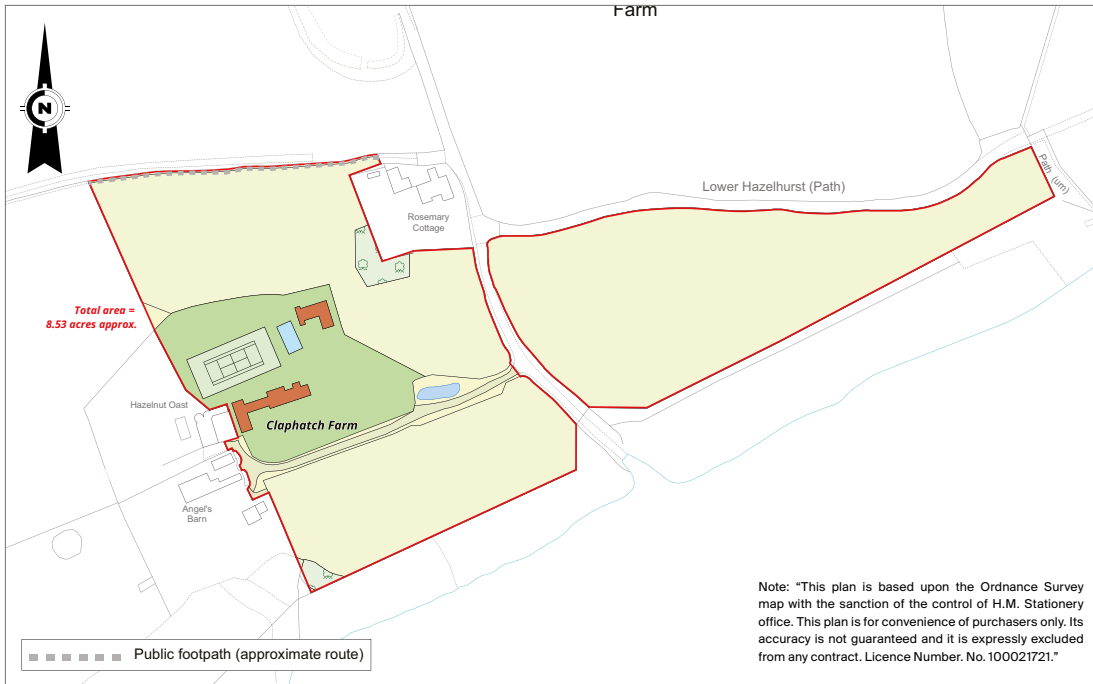 Farm
N
Lower Hazelhurst (Path)
Path (um)
Rosemary
Cottage
Total area =
8.53 acres approx.
Hazelnut Oast
Claphatch Farm
Angel's
Barn
Note: “This plan is based upon the Ordnance Survey
map with the sanction of the control of H.M. Stationery
office. This plan is for convenience of purchasers only. Its
accuracy is not guaranteed and it is expressly excluded
from any contract. Licence Number. No. 100021721.”
Public footpath (approximate route)